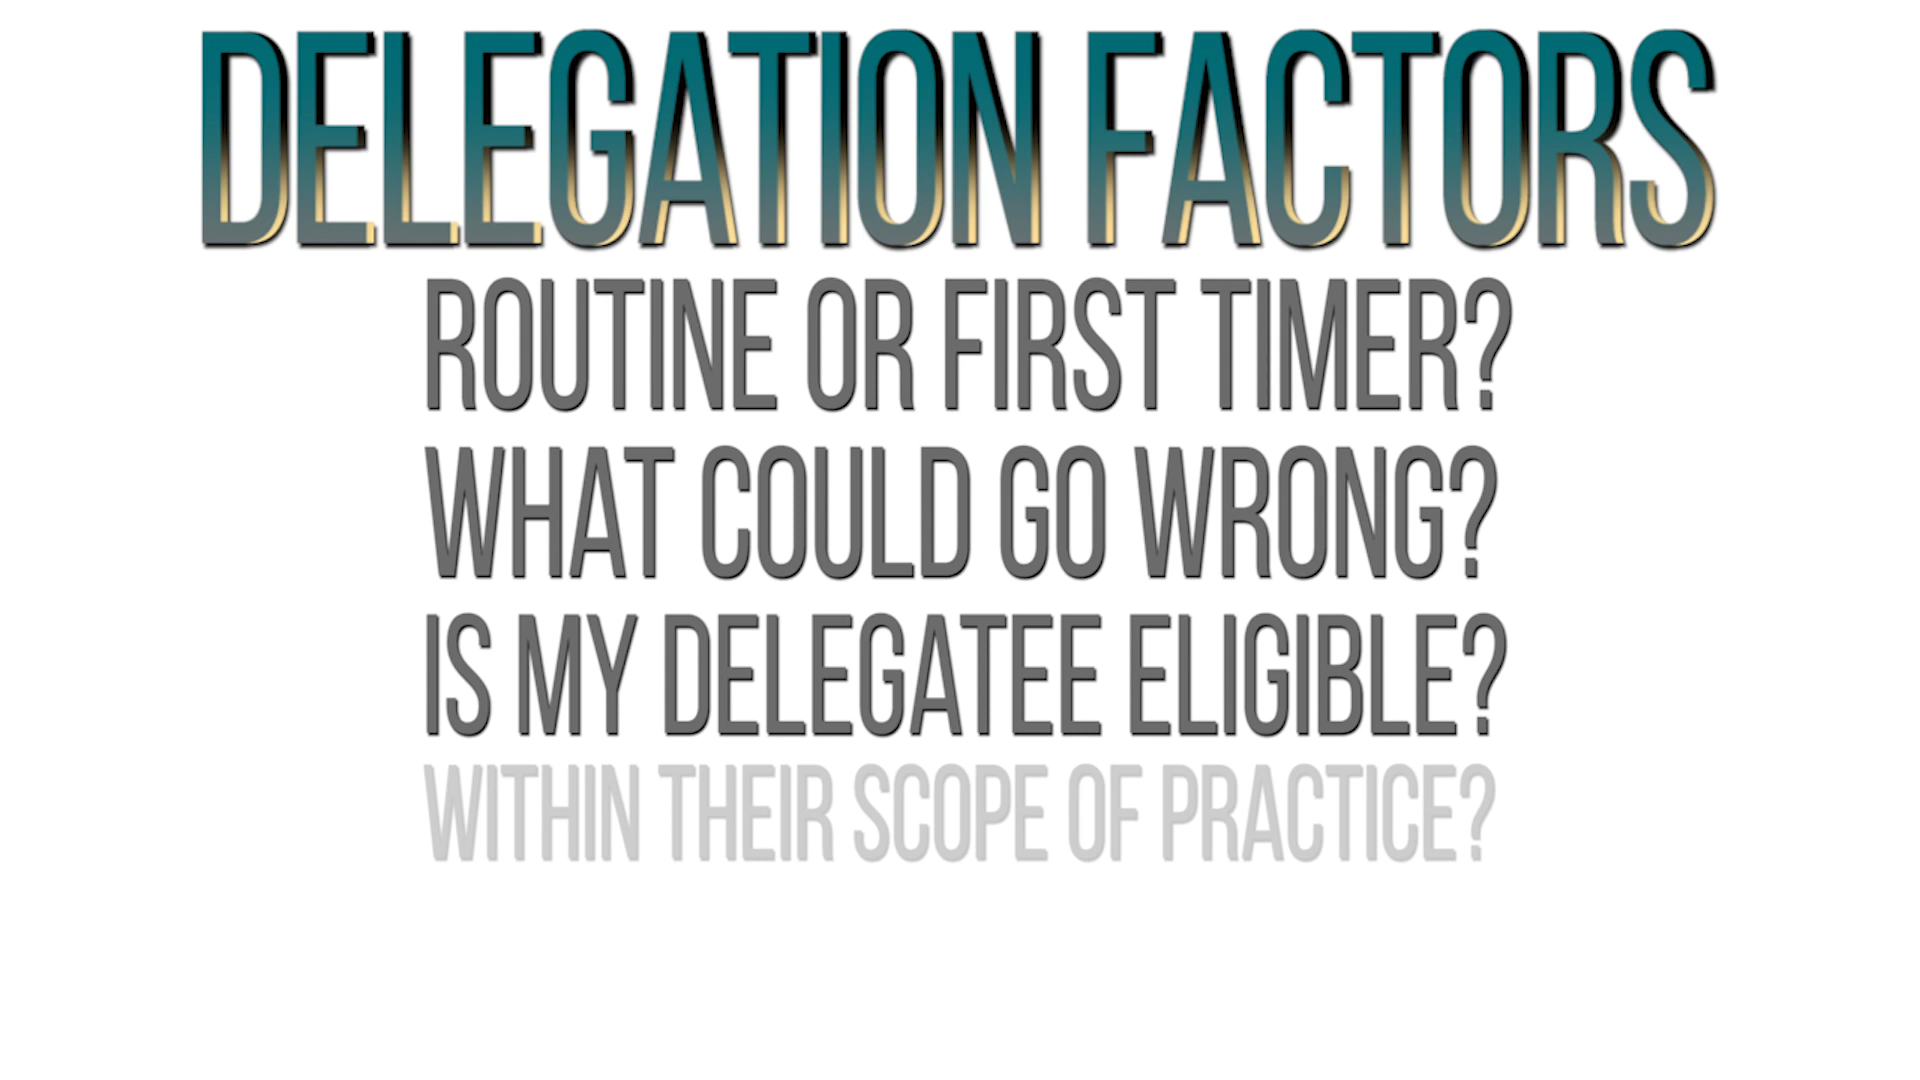 DELEGATION FACTORS
ROUTINE OR FIRST TIMER?
WHAT COULD GO WRONG?
IS MY DELEGATEE ELIGIBLE?
WITHIN THEIR SCOPE OF PRACTICE?